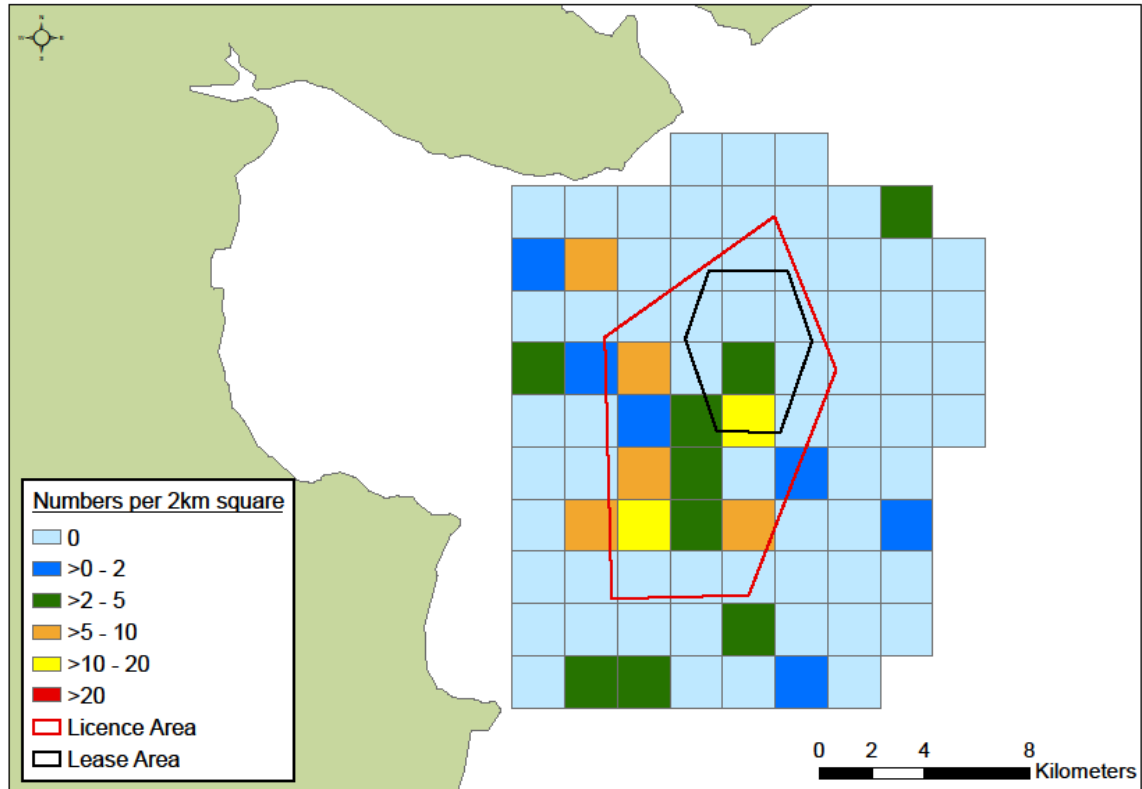 N
W E
S
Numbers per 2km square
0
>0 - 2
>2 - 5
>5 - 10
>10 - 20
>20
Licence Area
Lease Area
0 2 4 8
Kilometers